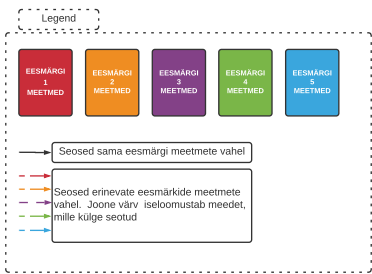 Legend
EESMÄRGI
1
MEETMED
EESMÄRGI
2
MEETMED
EESMÄRGI
3
MEETMED
EESMÄRGI
4
MEETMED
EESMÄRGI
5
MEETMED
Seosed sama eesmärgi meetmete vahel
Seosed erinevate eesmärkide meetmete
vahel. Joone värv iseloomustab meedet,
mille külge seotud